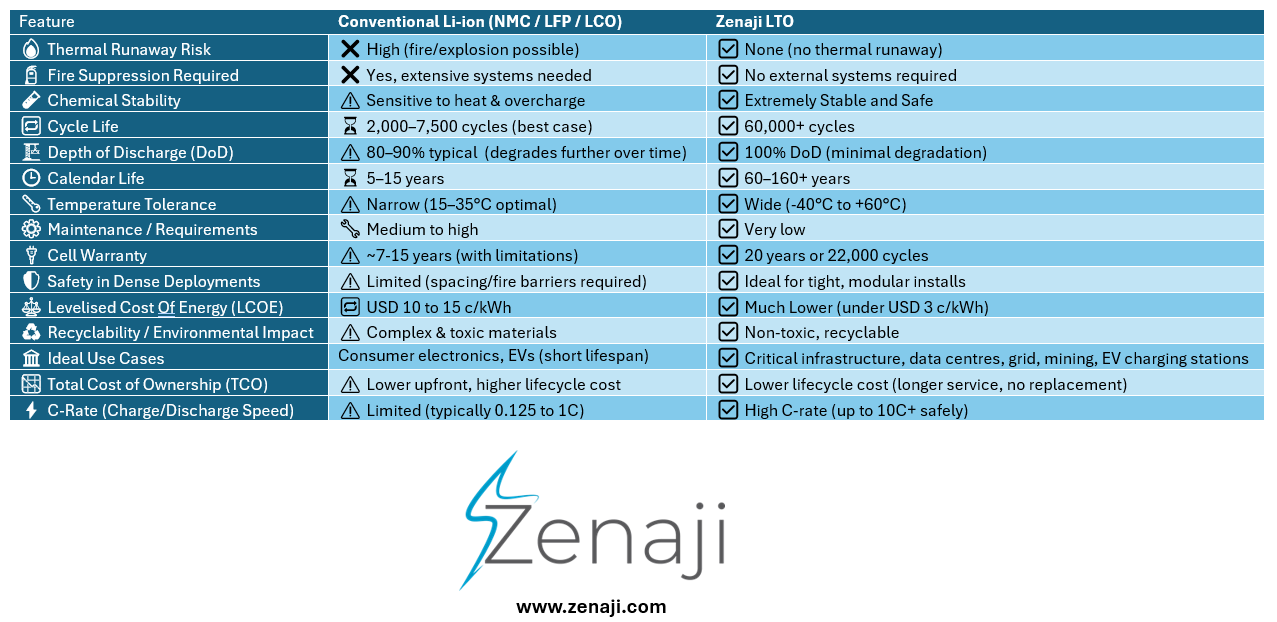 Feature Conventional Li-ion (NMC / LFP / LCO) Zenaji LTO
Thermal Runaway Risk High (fire/explosion possible) None (no thermal runaway)
Fire Suppression Required Yes, extensive systems needed No external systems required
Chemical Stability Sensitive to heat & overcharge Extremely Stable and Safe
Cycle Life 2,000–7,500 cycles (best case) 60,000+ cycles
Depth of Discharge (DoD) 80–90% typical (degrades further over time) 100% DoD (minimal degradation)
Calendar Life 5–15 years 60–160+ years
Temperature Tolerance Narrow (15–35°C optimal) Wide (-40°C to +60°C)
Maintenance / Requirements Medium to high Very low
Cell Warranty ~7-15 years (with limitations) 20 years or 22,000 cycles
Safety in Dense Deployments Limited (spacing/fire barriers required) Ideal for tight, modular installs
Levelised Cost Of Energy (LCOE) USD 10 to 15 c/kWh Much Lower (under USD 3 c/kWh)
Recyclability / Environmental Impact Complex & toxic materials Non-toxic, recyclable
Ideal Use Cases Consumer electronics, EVs (short lifespan) Critical infrastructure, data centres, grid, mining, EV charging stations
Total Cost of Ownership (TCO) Lower upfront, higher lifecycle cost Lower lifecycle cost (longer service, no replacement)
C-Rate (Charge/Discharge Speed) Limited (typically 0.125 to 1C) High C-rate (up to 10C+ safely)
Zenaji
www.zenaji.com